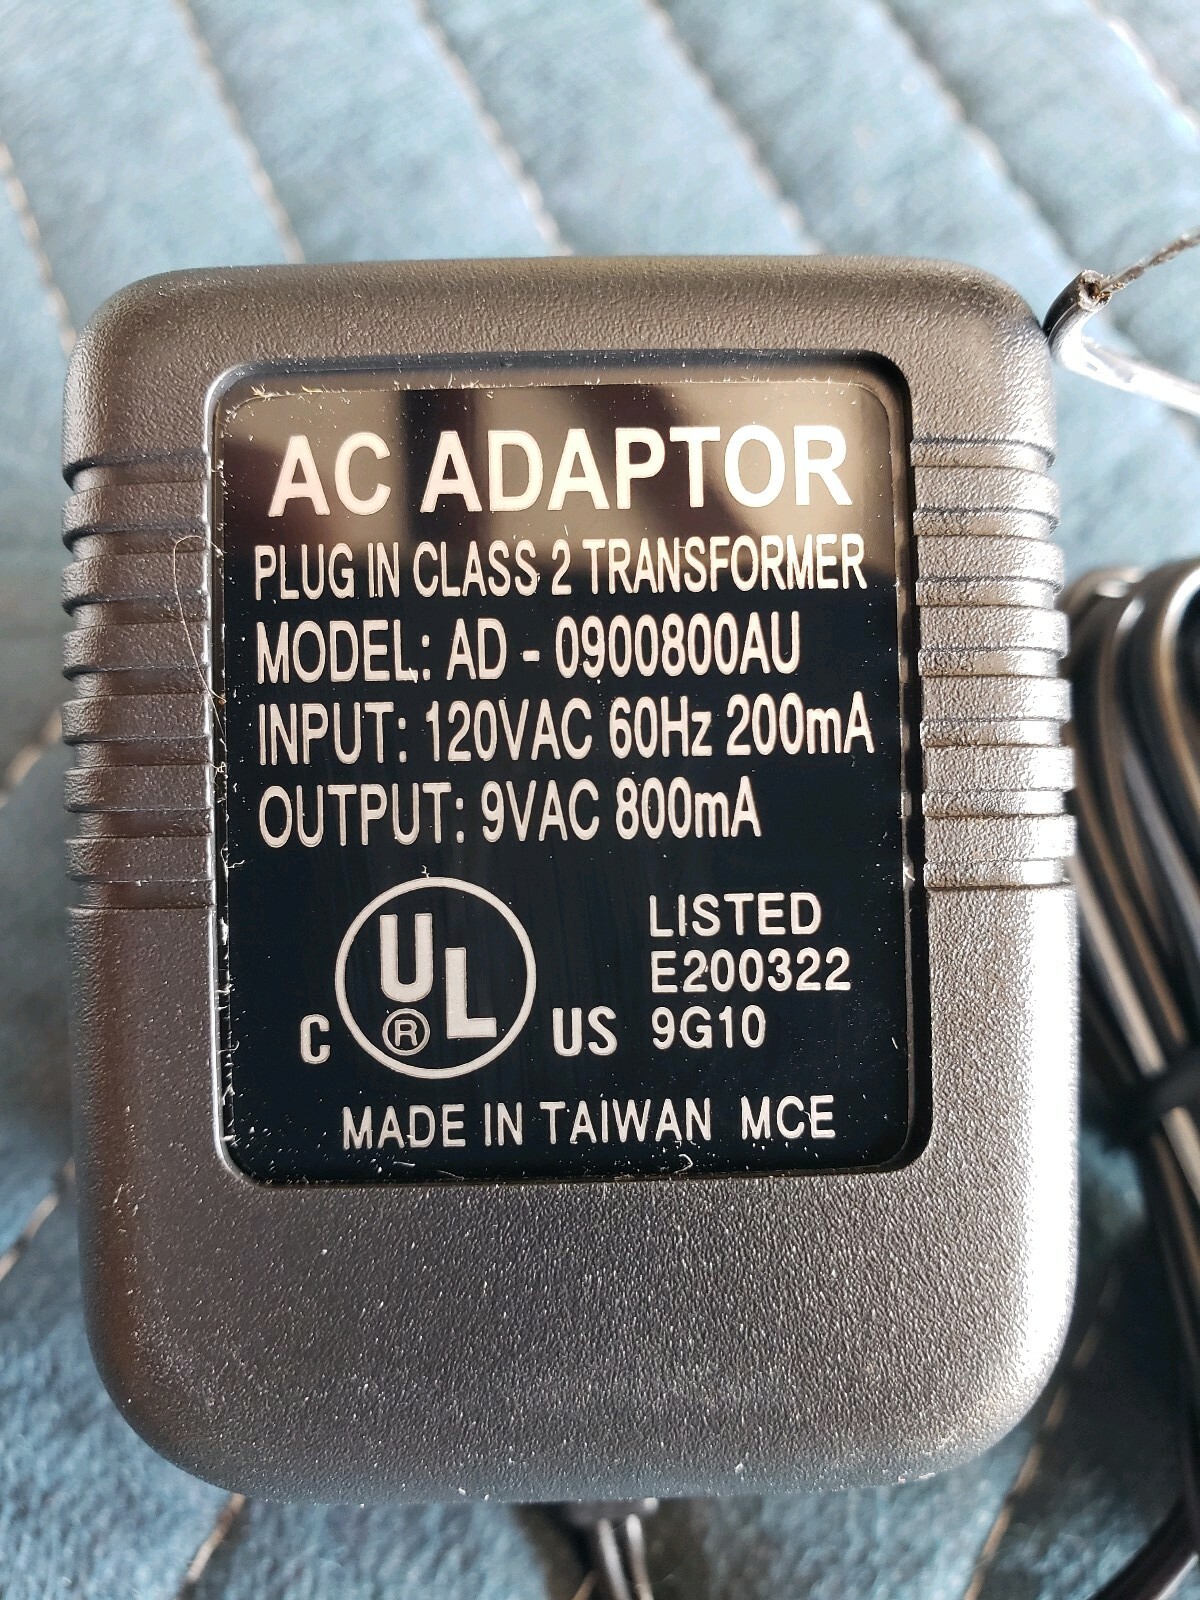 AC ADAPTOR
PLUG IN CLASS 2 TRANSFORMER
MODEL: AD - 0900800AU
INPUT: 120VAC 60Hz 200mA
OUTPUT: 9VAC 800mA
C UL ® US
LISTED
E200322
9G10
MADE IN TAIWAN MCE